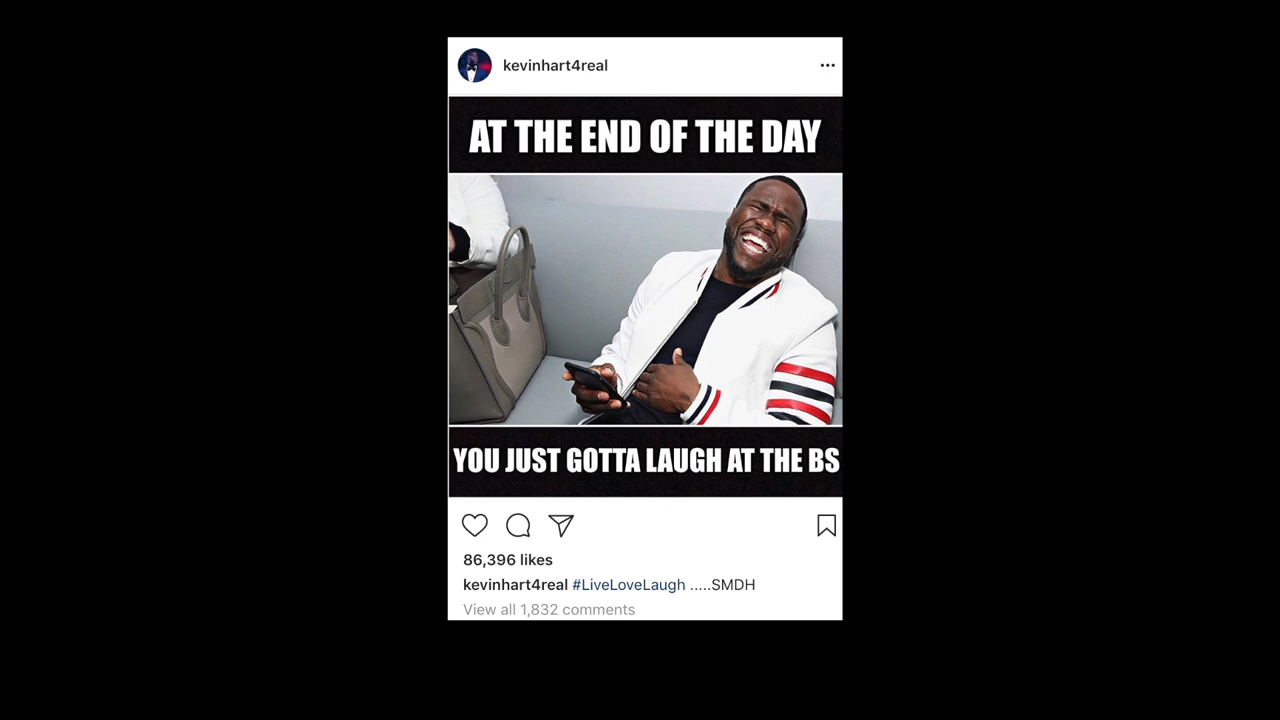 kevinhart4real
AT THE END OF THE DAY
YOU JUST GOTTA LAUGH AT THE BS
86,396 likes
kevinhart4real #LiveLoveLaugh .....SMDH
View all 1,832 comments